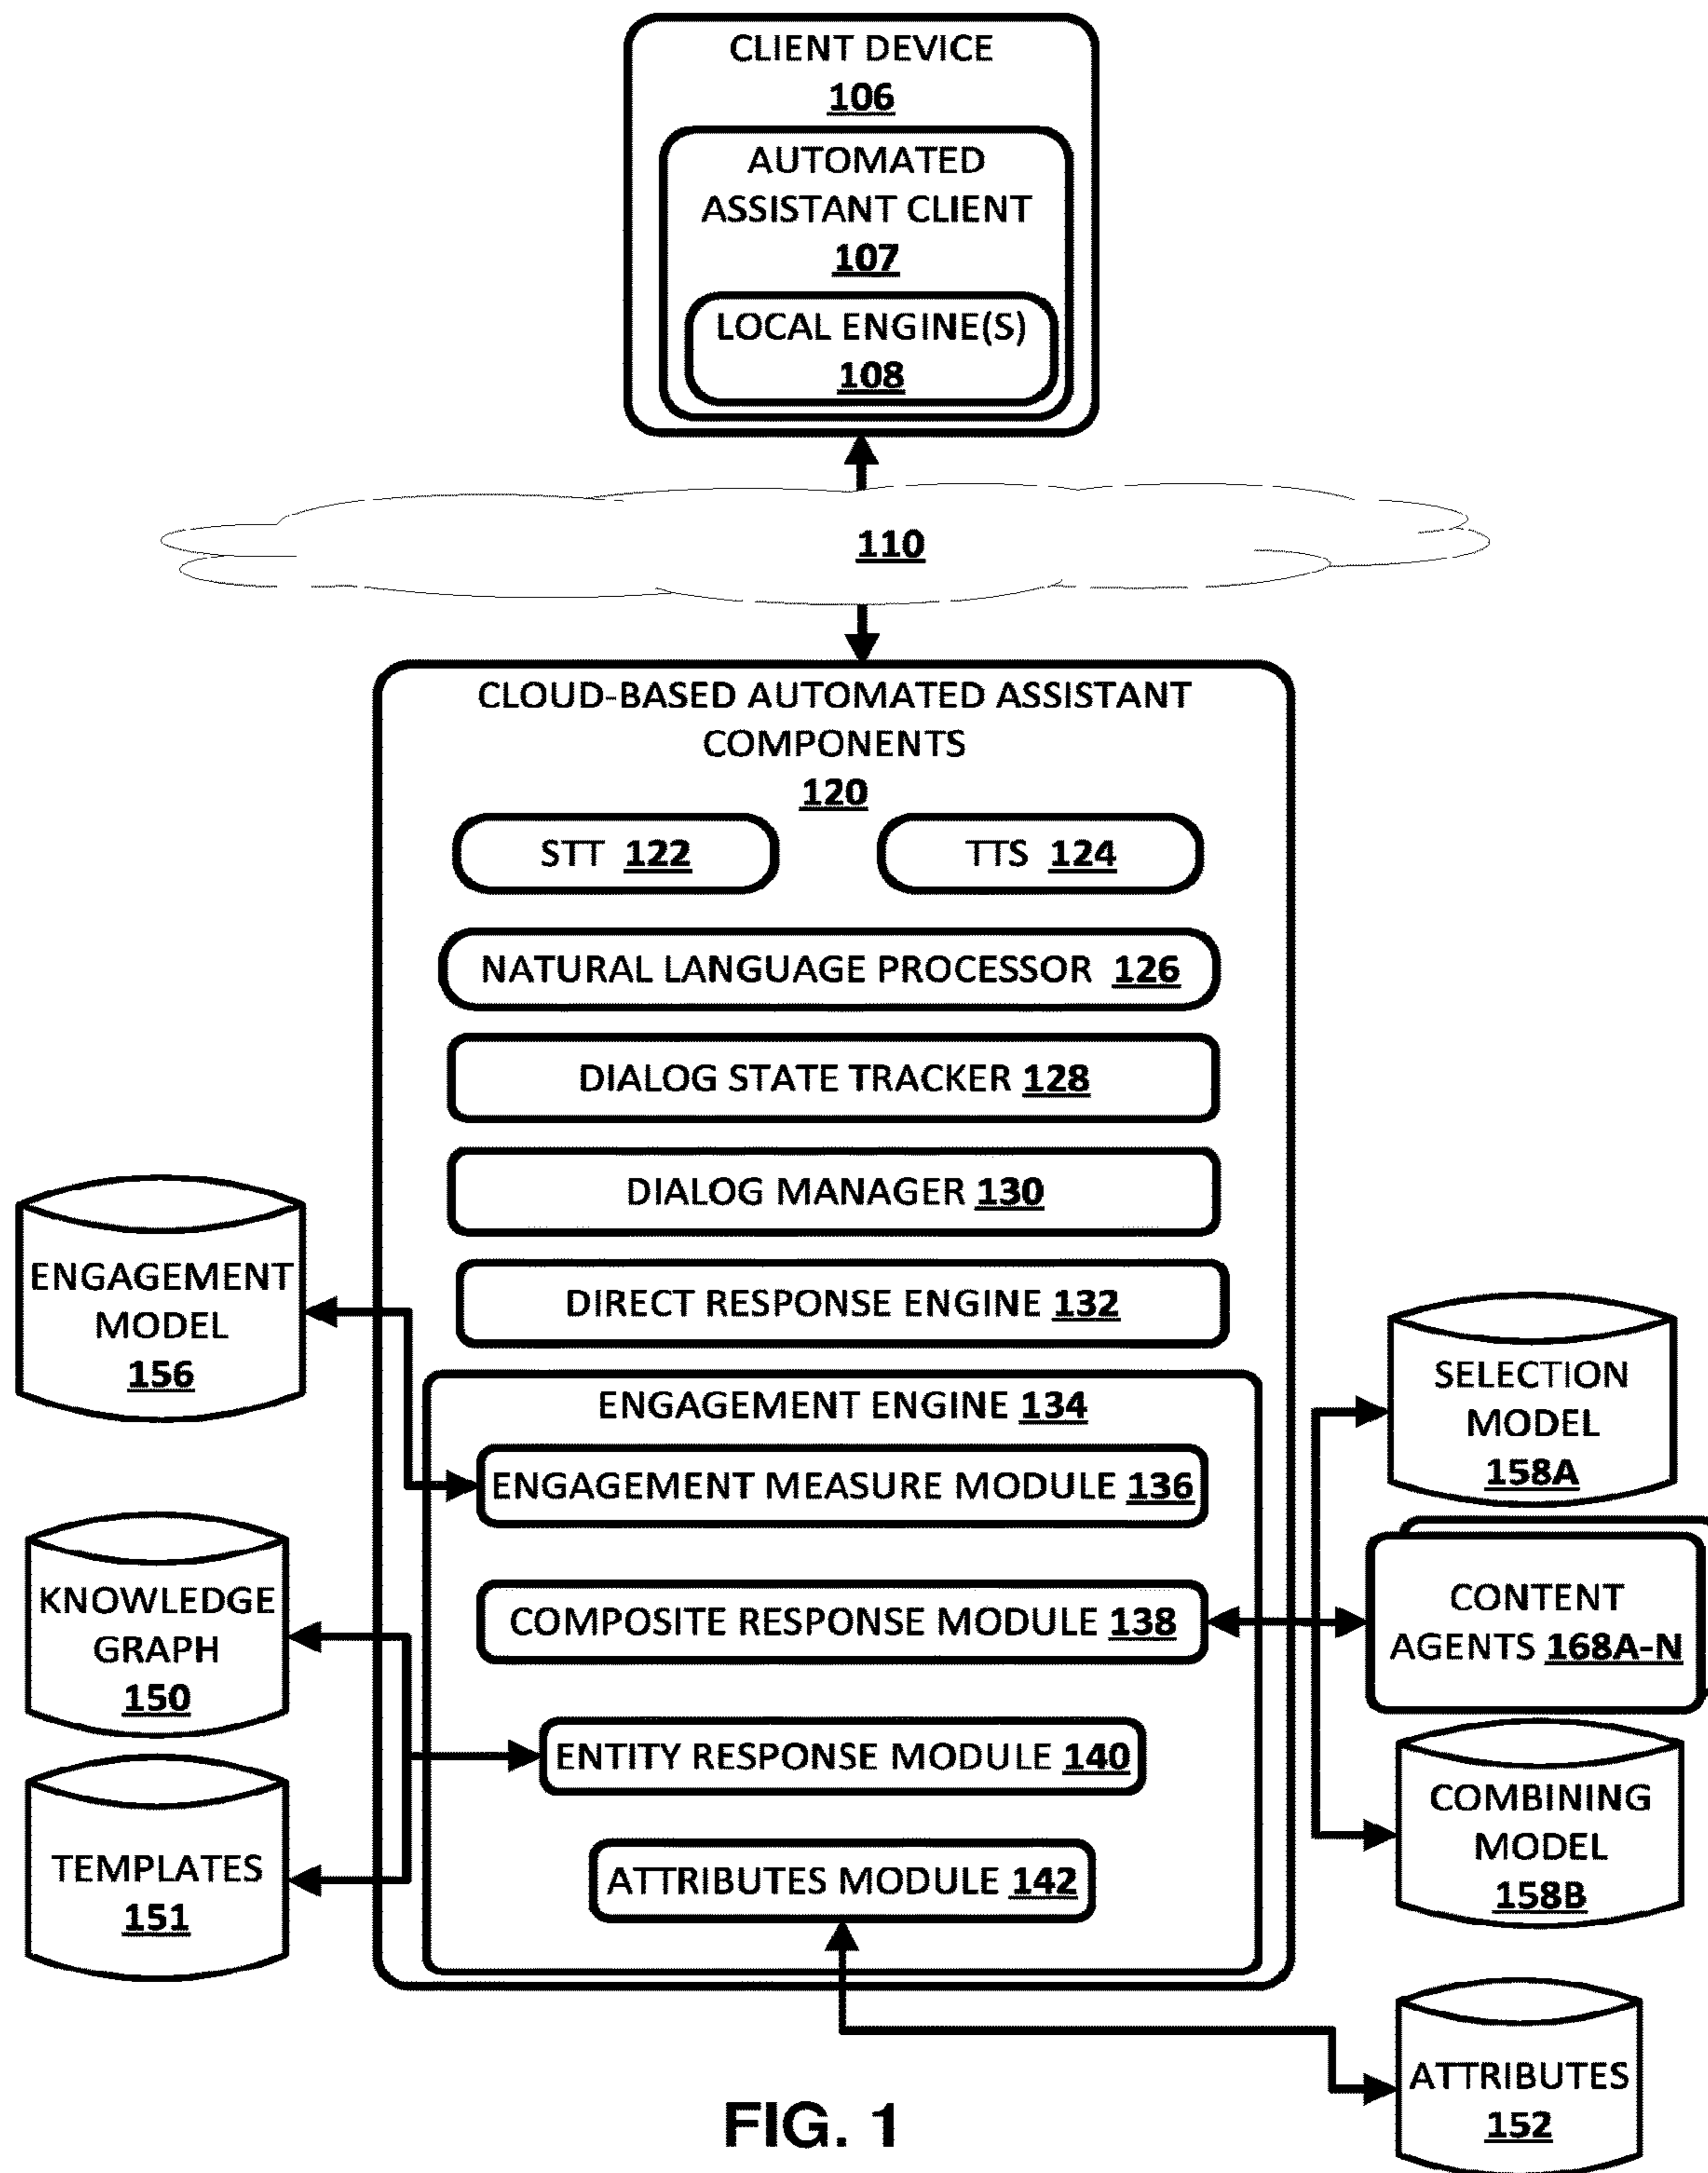 CLIENT DEVICE
106
AUTOMATED
ASSISTANT CLIENT
107
LOCAL ENGINE(S)
108
110
CLOUD-BASED AUTOMATED ASSISTANT
COMPONENTS
120
STT 122
TTS 124
NATURAL LANGUAGE PROCESSOR 126
DIALOG STATE TRACKER 128
DIALOG MANAGER 130
DIRECT RESPONSE ENGINE 132
ENGAGEMENT ENGINE 134
ENGAGEMENT MEASURE MODULE 136
COMPOSITE RESPONSE MODULE 138
ENTITY RESPONSE MODULE 140
ATTRIBUTES MODULE 142
ENGAGEMENT
MODEL
156
KNOWLEDGE
GRAPH
150
TEMPLATES
151
SELECTION
MODEL
158A
CONTENT
AGENTS 168A-N
COMBINING
MODEL
158B
ATTRIBUTES
152
FIG. 1